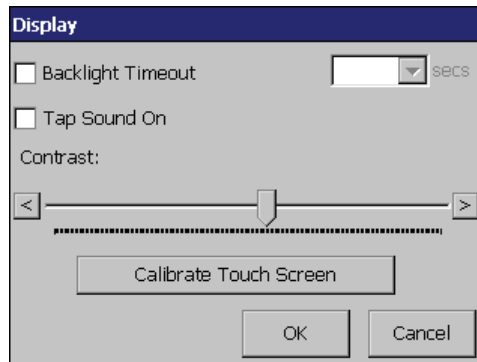 Display
Backlight Timeout secs
Tap Sound On
Contrast:
< >
Calibrate Touch Screen
OK Cancel